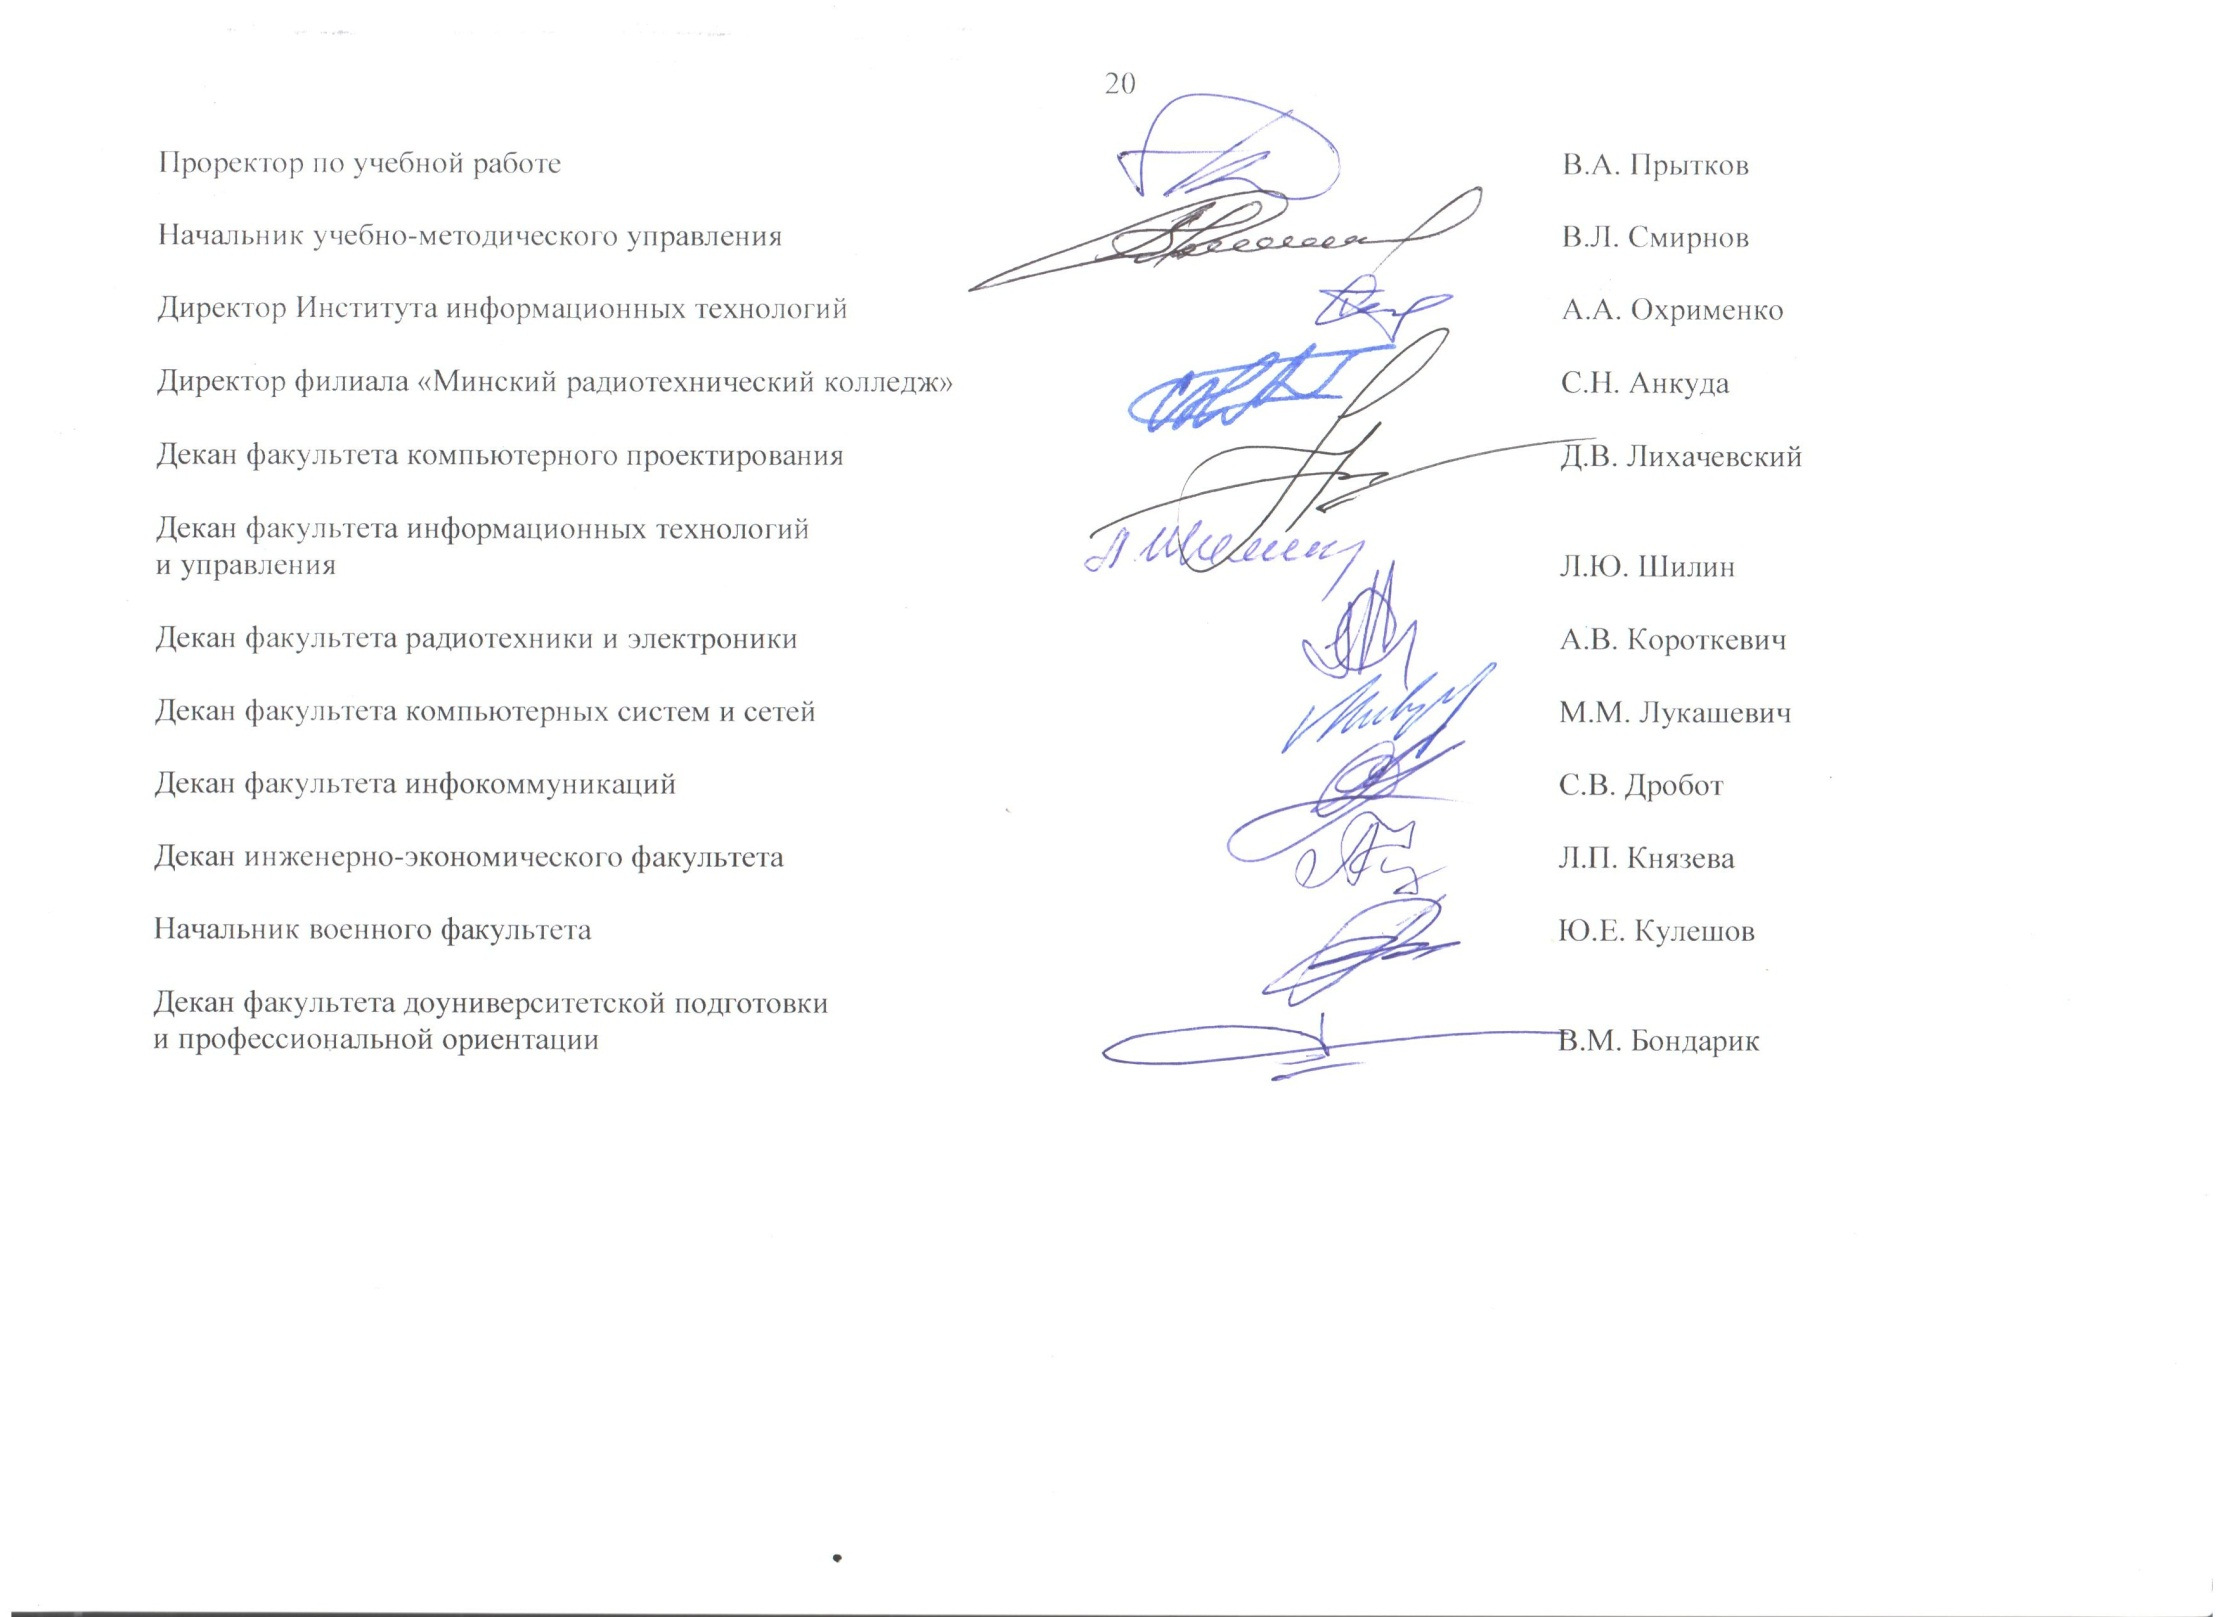 20
Проректор по учебной работе В.А. Прытков
Начальник учебно-методического управления В.Л. Смирнов
Директор Института информационных технологий А.А. Охрименко
Директор филиала «Минский радиотехнический колледж» С.Н. Анкуда
Декан факультета компьютерного проектирования Д.В. Лихачевский
Декан факультета информационных технологий
и управления Л.Ю. Шилин
Декан факультета радиотехники и электроники А.В. Короткевич
Декан факультета компьютерных систем и сетей М.М. Лукашевич
Декан факультета инфокоммуникаций С.В. Дробот
Декан инженерно-экономического факультета Л.П. Князева
Начальник военного факультета Ю.Е. Кулешов
Декан факультета доуниверситетской подготовки
и профессиональной ориентации В.М. Бондарик